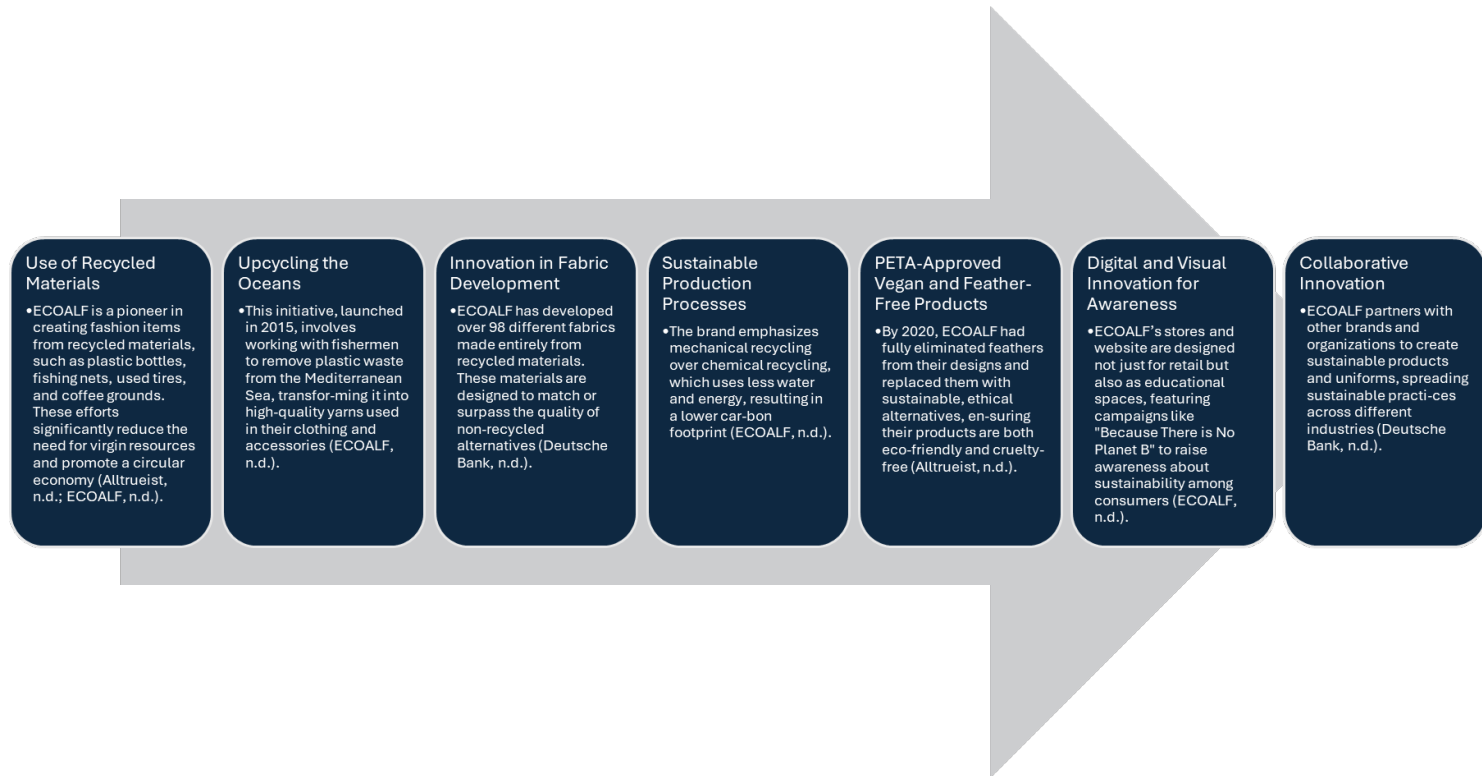 Use of Recycled
Materials
•ECOALF is a pioneer in
creating fashion items
from recycled materials,
such as plastic bottles,
fishing nets, used tires,
and coffee grounds.
These efforts
significantly reduce the
need for virgin resources
and promote a circular
economy (Alltrueist,
n.d.; ECOALF, n.d.).
Upcycling the
Oceans
•This initiative, launched
in 2015, involves
working with fishermen
to remove plastic waste
from the Mediterranean
Sea, transfor-ming it into
high-quality yarns used
in their clothing and
accessories (ECOALF,
n.d.).
Innovation in Fabric
Development
•ECOALF has developed
over 98 different fabrics
made entirely from
recycled materials.
These materials are
designed to match or
surpass the quality of
non-recycled
alternatives (Deutsche
Bank, n.d.).
Sustainable
Production
Processes
•The brand emphasizes
mechanical recycling
over chemical recycling,
which uses less water
and energy, resulting in
a lower car-bon
footprint (ECOALF, n.d.).
PETA-Approved
Vegan and Feather-
Free Products
•By 2020, ECOALF had
fully eliminated feathers
from their designs and
replaced them with
sustainable, ethical
alternatives, en-suring
their products are both
eco-friendly and cruelty-
free (Alltrueist, n.d.).
Digital and Visual
Innovation for
Awareness
•ECOALF's stores and
website are designed
not just for retail but
also as educational
spaces, featuring
campaigns like
"Because There is No
Planet B" to raise
awareness about
sustainability among
consumers (ECOALF,
n.d.).
Collaborative
Innovation
•ECOALF partners with
other brands and
organizations to create
sustainable products
and uniforms, spreading
sustainable practi-ces
across different
industries (Deutsche
Bank, n.d.).